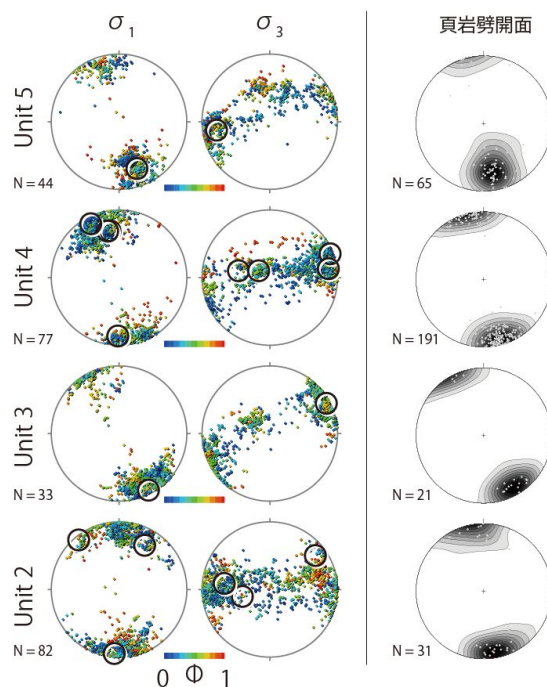 σ1 σ3 頁岩劈開面
Unit 5
N = 44
N = 65
Unit 4
N = 77
N = 191
Unit 3
N = 33
N = 21
Unit 2
N = 82
N = 31
0 Φ 1